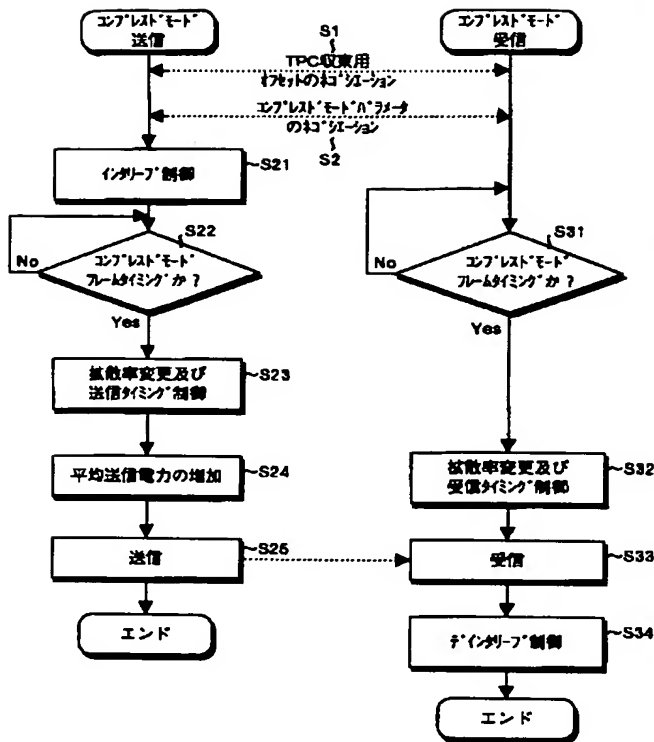 コンプレストモード
送信
コンプレストモード
受信
S1
TPC収束用
オフセットのネゴシエーション
コンプレストモードパラメータ
のネゴシエーション
S2
インタリーブ制御
S21
S22
コンプレストモード
フレームタイミングか?
No
Yes
S31
コンプレストモード
フレームタイミングか?
No
Yes
拡散率変更及び
送信タイミング制御
S23
平均送信電力の増加
S24
拡散率変更及び
受信タイミング制御
S32
送信
S25
受信
S33
エンド
デインタリーブ制御
S34
エンド